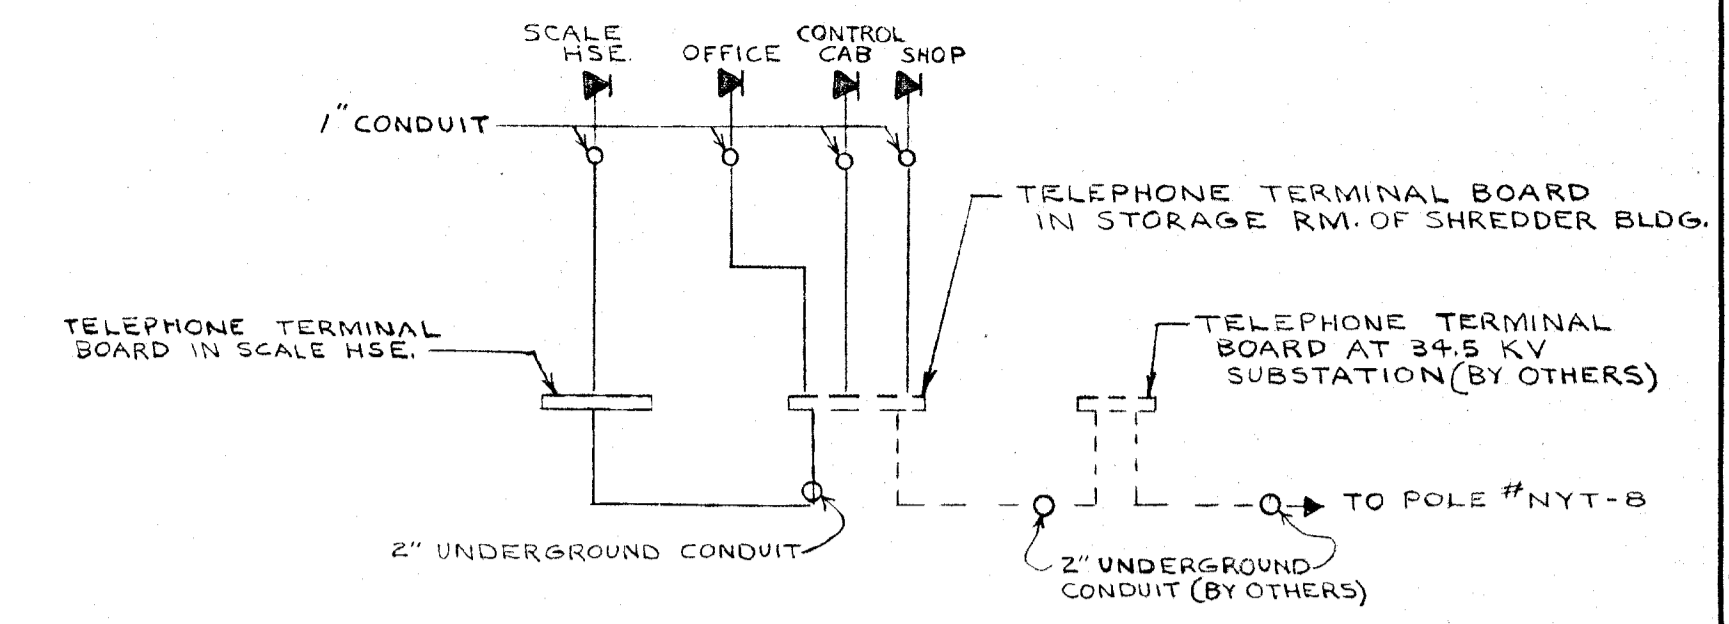 SCALE
HSE.
OFFICE
CONTROL
CAB
SHOP
1" CONDUIT
TELEPHONE TERMINAL BOARD
IN STORAGE RM. OF SHREDDER BLDG.
TELEPHONE TERMINAL
BOARD IN SCALE HSE.
TELEPHONE TERMINAL
BOARD AT 34.5 KV
SUBSTATION (BY OTHERS)
TO POLE #NYT-8
2" UNDERGROUND CONDUIT
2" UNDERGROUND
CONDUIT (BY OTHERS)